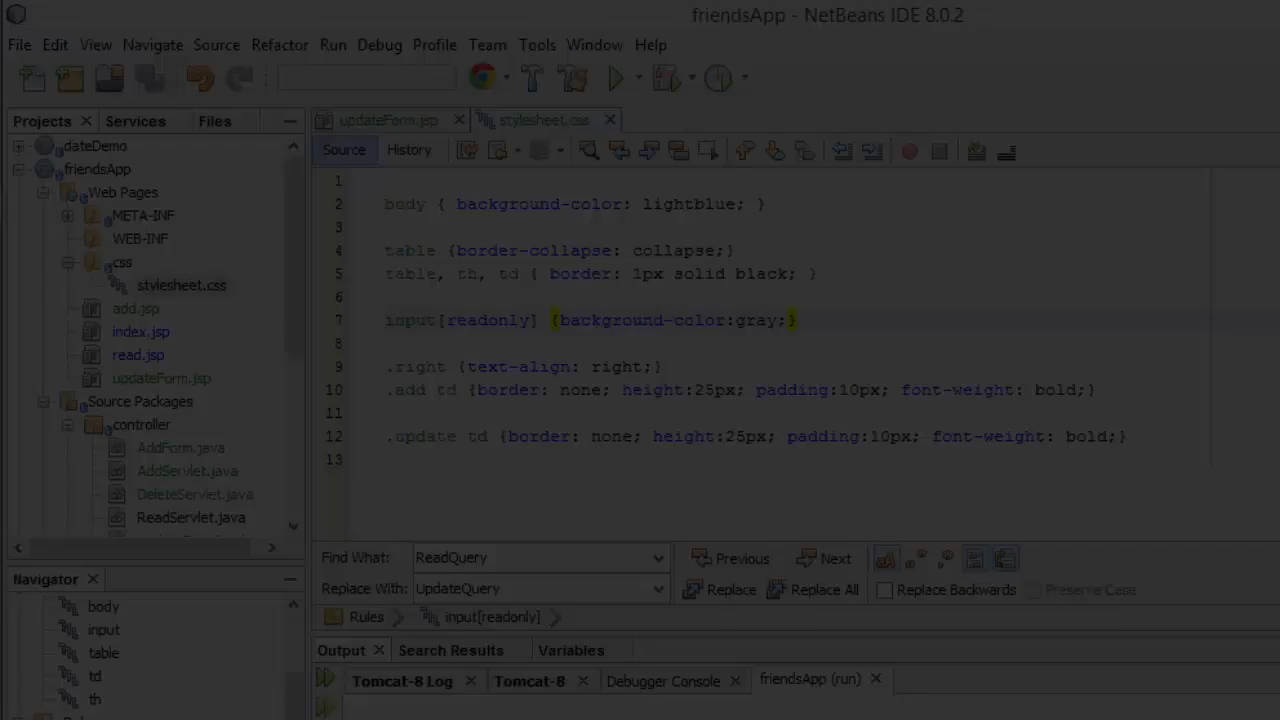 friendsApp - NetBeans IDE 8.0.2
File Edit View Navigate Source Refactor Run Debug Profile Team Tools Window Help
Projects Services Files
updateForm.jsp stylesheet.css
dateDemo
Source History
friendsApp
Web Pages
META-INF
WEB-INF
css
stylesheet.css
add.jsp
index.jsp
read.jsp
updateForm.jsp
Source Packages
controller
AddForm.java
AddServlet.java
DeleteServlet.java
ReadServlet.java
1
2 body { background-color: lightblue; }
3
4 table {border-collapse: collapse;}
5 table, th, td { border: 1px solid black; }
6
7 input[readonly] {background-color:gray;}
8
9 .right {text-align: right;}
10 .add td {border: none; height:25px; padding:10px; font-weight: bold;}
11
12 .update td {border: none; height:25px; padding:10px; font-weight: bold;}
13
Find What: ReadQuery Previous Next
Replace With: UpdateQuery Replace Replace All Replace Backwards Preserve Case
Rules input[readonly]
Navigator
body
input
table
td
th
Output Search Results Variables
Tomcat-8 Log Tomcat-8 Debugger Console friendsApp (run)